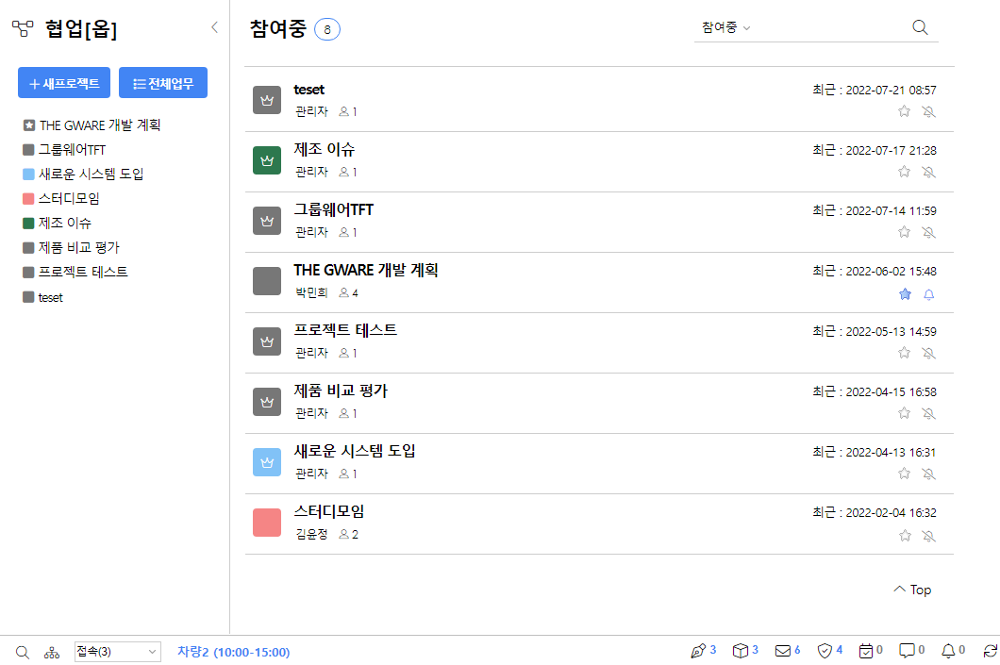 협업[옵]
새프로젝트 전체업무
THE GWARE 개발 계획
그룹웨어TFT
새로운 시스템 도입
스터디모임
제조 이슈
제품 비교 평가
프로젝트 테스트
teset
참여중 8
참여중
teset
최근 : 2022-07-21 08:57
관리자 1
제조 이슈
최근 : 2022-07-17 21:28
관리자 1
그룹웨어TFT
최근 : 2022-07-14 11:59
관리자 1
THE GWARE 개발 계획
최근 : 2022-06-02 15:48
박민희 4
프로젝트 테스트
최근 : 2022-05-13 14:59
관리자 1
제품 비교 평가
최근 : 2022-04-15 16:58
관리자 1
새로운 시스템 도입
최근 : 2022-04-13 16:31
관리자 1
스터디모임
최근 : 2022-02-04 16:32
김윤정 2
Top
접속(3) 차량2 (10:00-15:00) 3 3 6 4 0 0 0